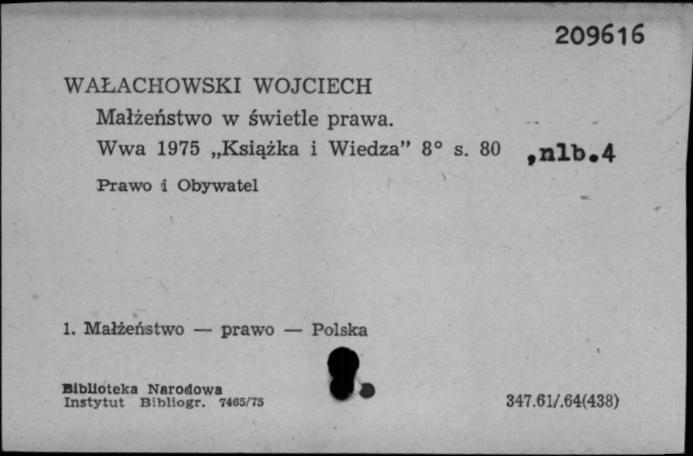 209616
WAŁACHOWSKI WOJCIECH
Małżeństwo w świetle prawa.
Wwa 1975 „Książka i Wiedza” 8° s. 80 ,nlb.4
Prawo i Obywatel
1. Małżeństwo — prawo — Polska
Biblioteka Narodowa
Instytut Bibliogr. 7465/75
347.61/.64(438)